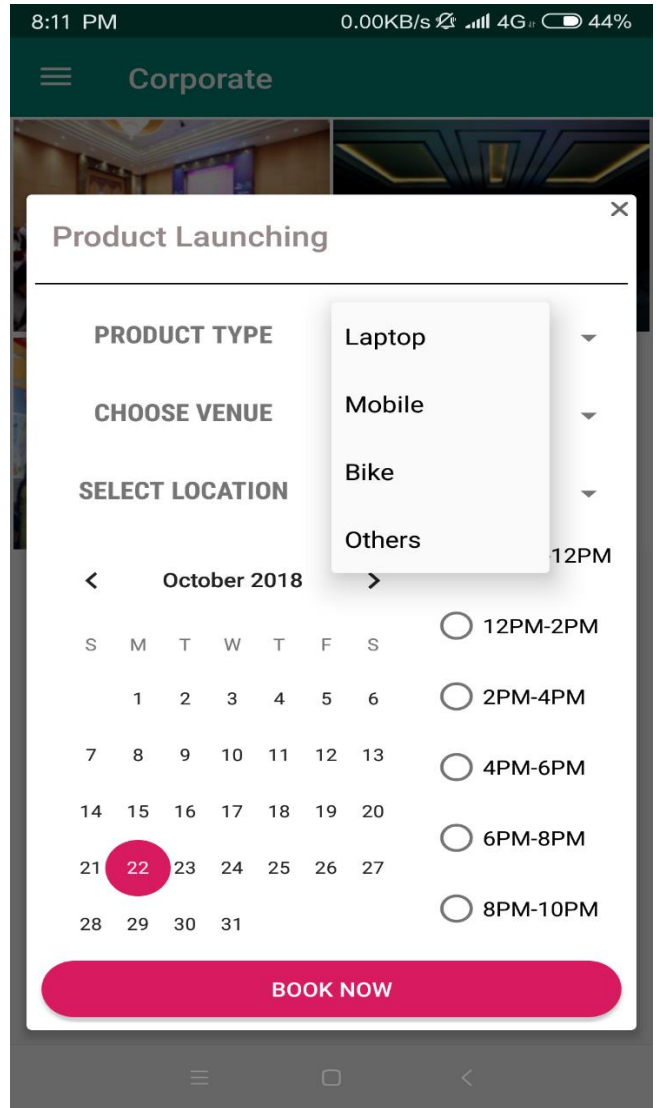 8:11 PM 0.00KB/s 4G 44%
Corporate
×
Product Launching
PRODUCT TYPE Laptop
CHOOSE VENUE Mobile
SELECT LOCATION Bike
Others
12PM
< October 2018 >
12PM-2PM
S M T W T F S
1 2 3 4 5 6 2PM-4PM
7 8 9 10 11 12 13 4PM-6PM
14 15 16 17 18 19 20
6PM-8PM
21 22 23 24 25 26 27
8PM-10PM
28 29 30 31
BOOK NOW